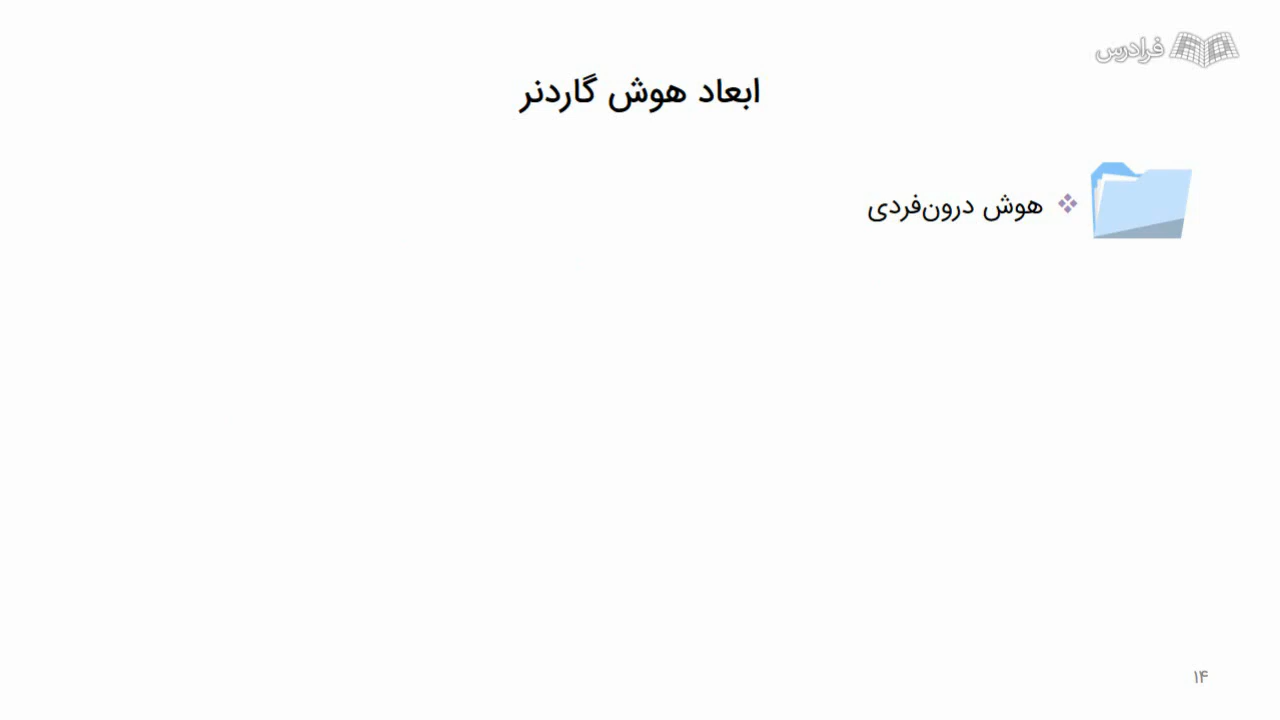 فرادرس
ابعاد هوش گاردنر
هوش درون‌فردی
۱۴